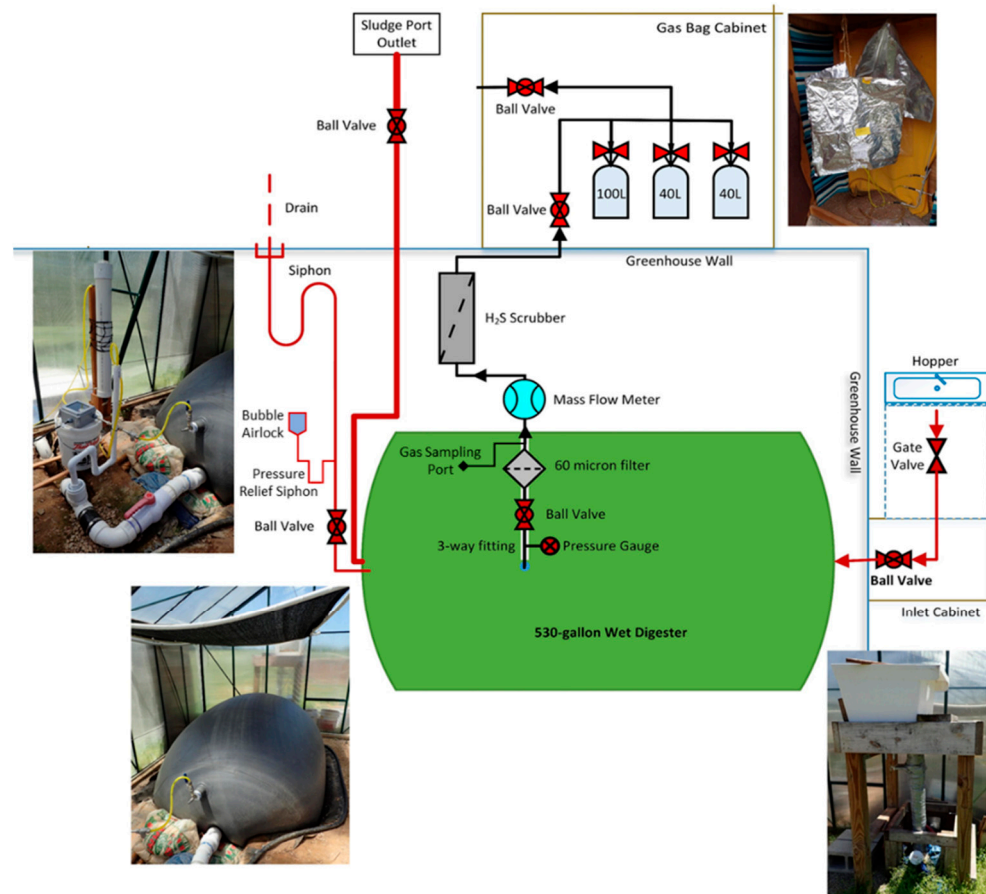 Sludge Port
Outlet
Gas Bag Cabinet
Ball Valve
Ball Valve
100L
40L
40L
Ball Valve
Drain
Siphon
Greenhouse Wall
H₂S Scrubber
Hopper
Mass Flow Meter
Greenhouse Wall
Bubble
Airlock
Gas Sampling
Port
60 micron filter
Gate
Valve
Pressure
Relief Siphon
Ball Valve
Ball Valve
3-way fitting
Pressure Gauge
Ball Valve
Inlet Cabinet
530-gallon Wet Digester